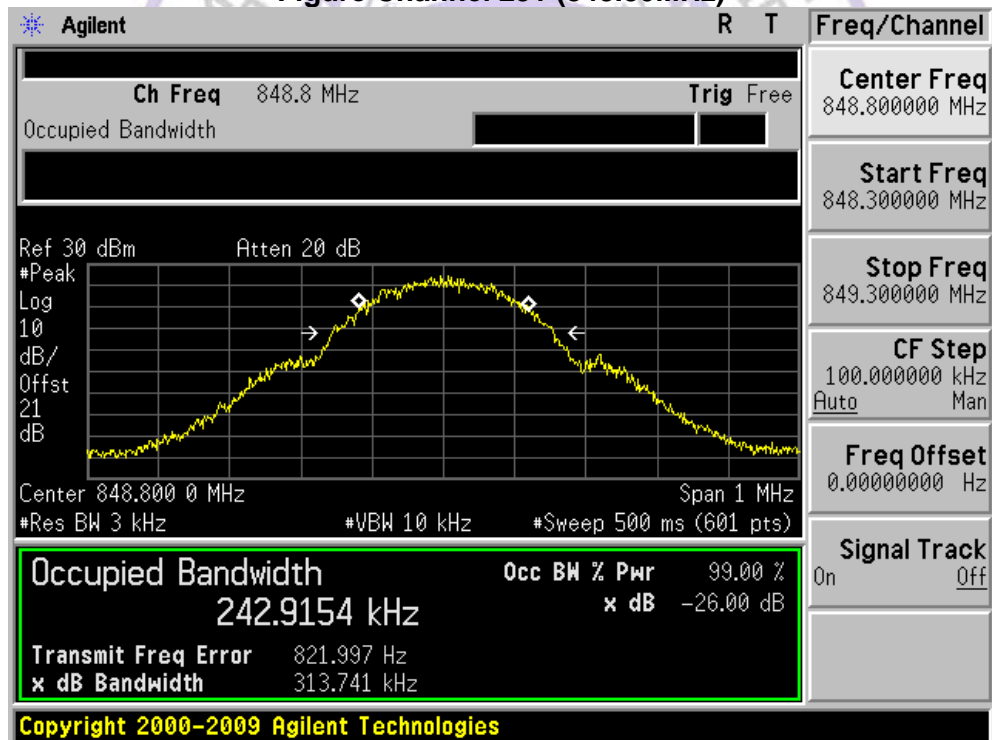 Figure Channel 251 (848.80MHz)
Agilent R T Freq/Channel
Ch Freq 848.8 MHz Trig Free
Occupied Bandwidth
Center Freq
848.800000 MHz
Start Freq
848.300000 MHz
Stop Freq
849.300000 MHz
CF Step
100.000000 kHz
Auto Man
Freq Offset
0.00000000 Hz
Signal Track
On Off
Ref 30 dBm Atten 20 dB
#Peak
Log
10
dB/
Offst
21
dB
Center 848.800 0 MHz Span 1 MHz
#Res BW 3 kHz #VBW 10 kHz #Sweep 500 ms (601 pts)
Occupied Bandwidth Occ BW % Pwr 99.00 %
242.9154 kHz x dB -26.00 dB
Transmit Freq Error 821.997 Hz
x dB Bandwidth 313.741 kHz
Copyright 2000-2009 Agilent Technologies